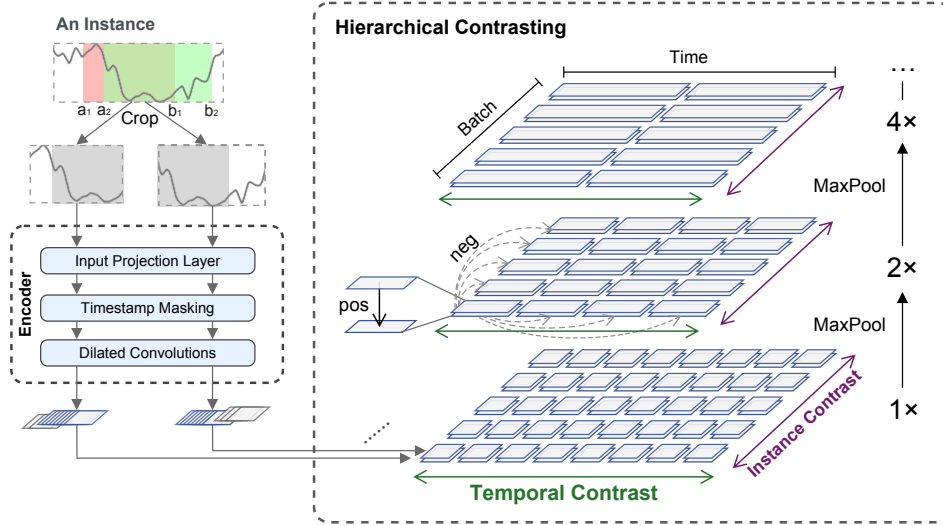 An Instance
a₁ a₂ b₁ b₂
Crop
Encoder
Input Projection Layer
Timestamp Masking
Dilated Convolutions
Hierarchical Contrasting
Time
Batch
...
4×
MaxPool
neg
pos
2×
MaxPool
1×
Instance Contrast
Temporal Contrast